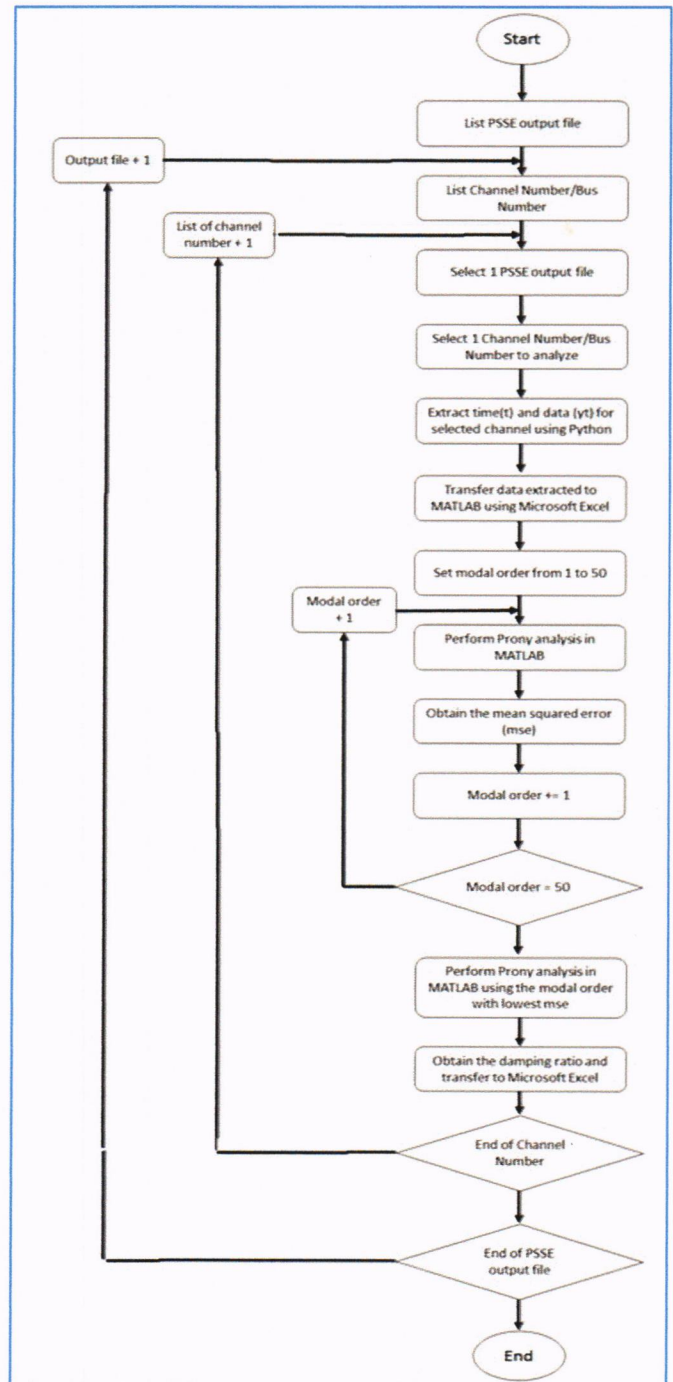 Start
List PSSE output file
Output file + 1
List Channel Number/Bus
Number
List of channel
number + 1
Select 1 PSSE output file
Select 1 Channel Number/Bus
Number to analyze
Extract time(t) and data (yt) for
selected channel using Python
Transfer data extracted to
MATLAB using Microsoft Excel
Set modal order from 1 to 50
Modal order
+ 1
Perform Prony analysis in
MATLAB
Obtain the mean squared error
(mse)
Modal order += 1
Modal order = 50
Perform Prony analysis in
MATLAB using the modal order
with lowest mse
Obtain the damping ratio and
transfer to Microsoft Excel
End of Channel
Number
End of PSSE
output file
End